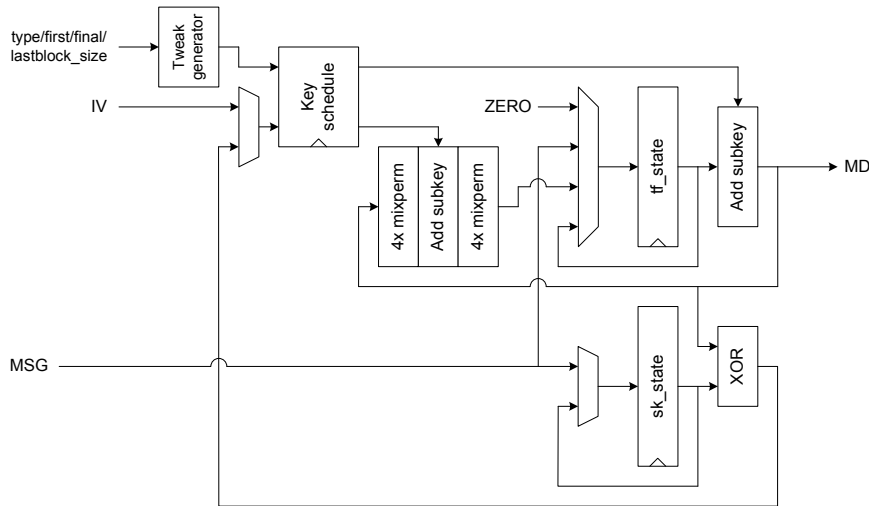 type/first/final/
lastblock_size
Tweak
generator
IV
Key
schedule
ZERO
4x mixperm
Add subkey
4x mixperm
tf_state
Add subkey
MD
MSG
sk_state
XOR